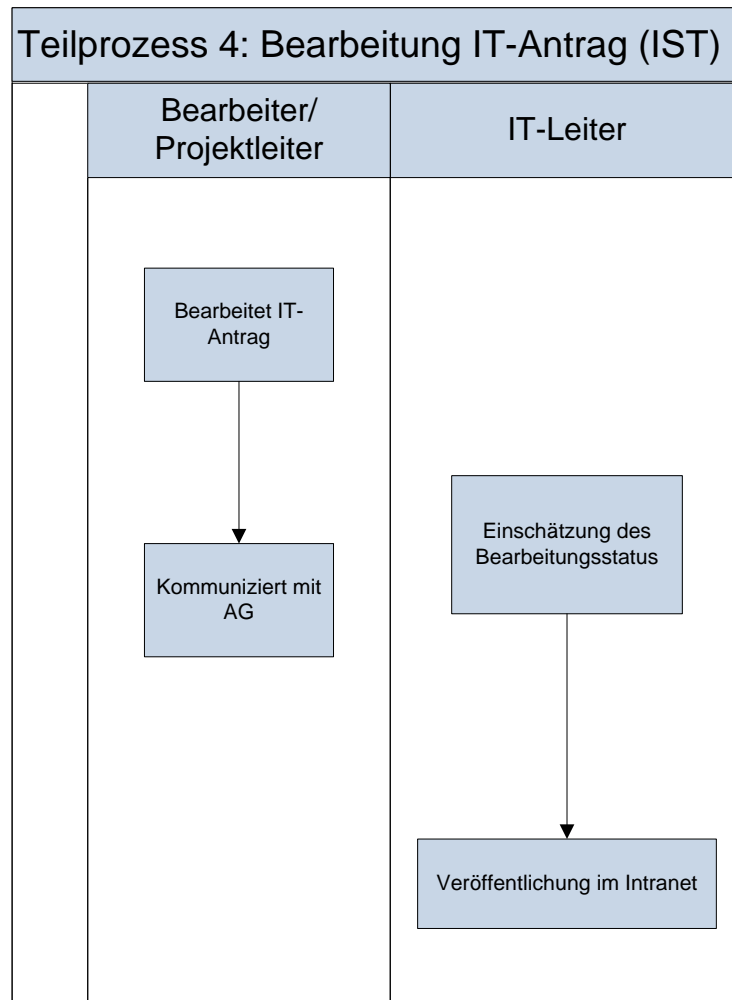 Teilprozess 4: Bearbeitung IT-Antrag (IST)
Bearbeiter/
Projektleiter
IT-Leiter
Bearbeitet IT-
Antrag
Einschätzung des
Bearbeitungsstatus
Kommuniziert mit
AG
Veröffentlichung im Intranet